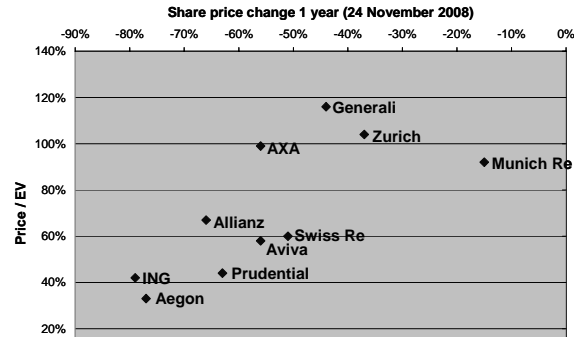 Share price change 1 year (24 November 2008)
-90% -80% -70% -60% -50% -40% -30% -20% -10% 0%
140%
120%
100%
80%
60%
40%
20%
Price / EV
Generali
Zurich
AXA
Munich Re
Allianz
Swiss Re
Aviva
Prudential
ING
Aegon